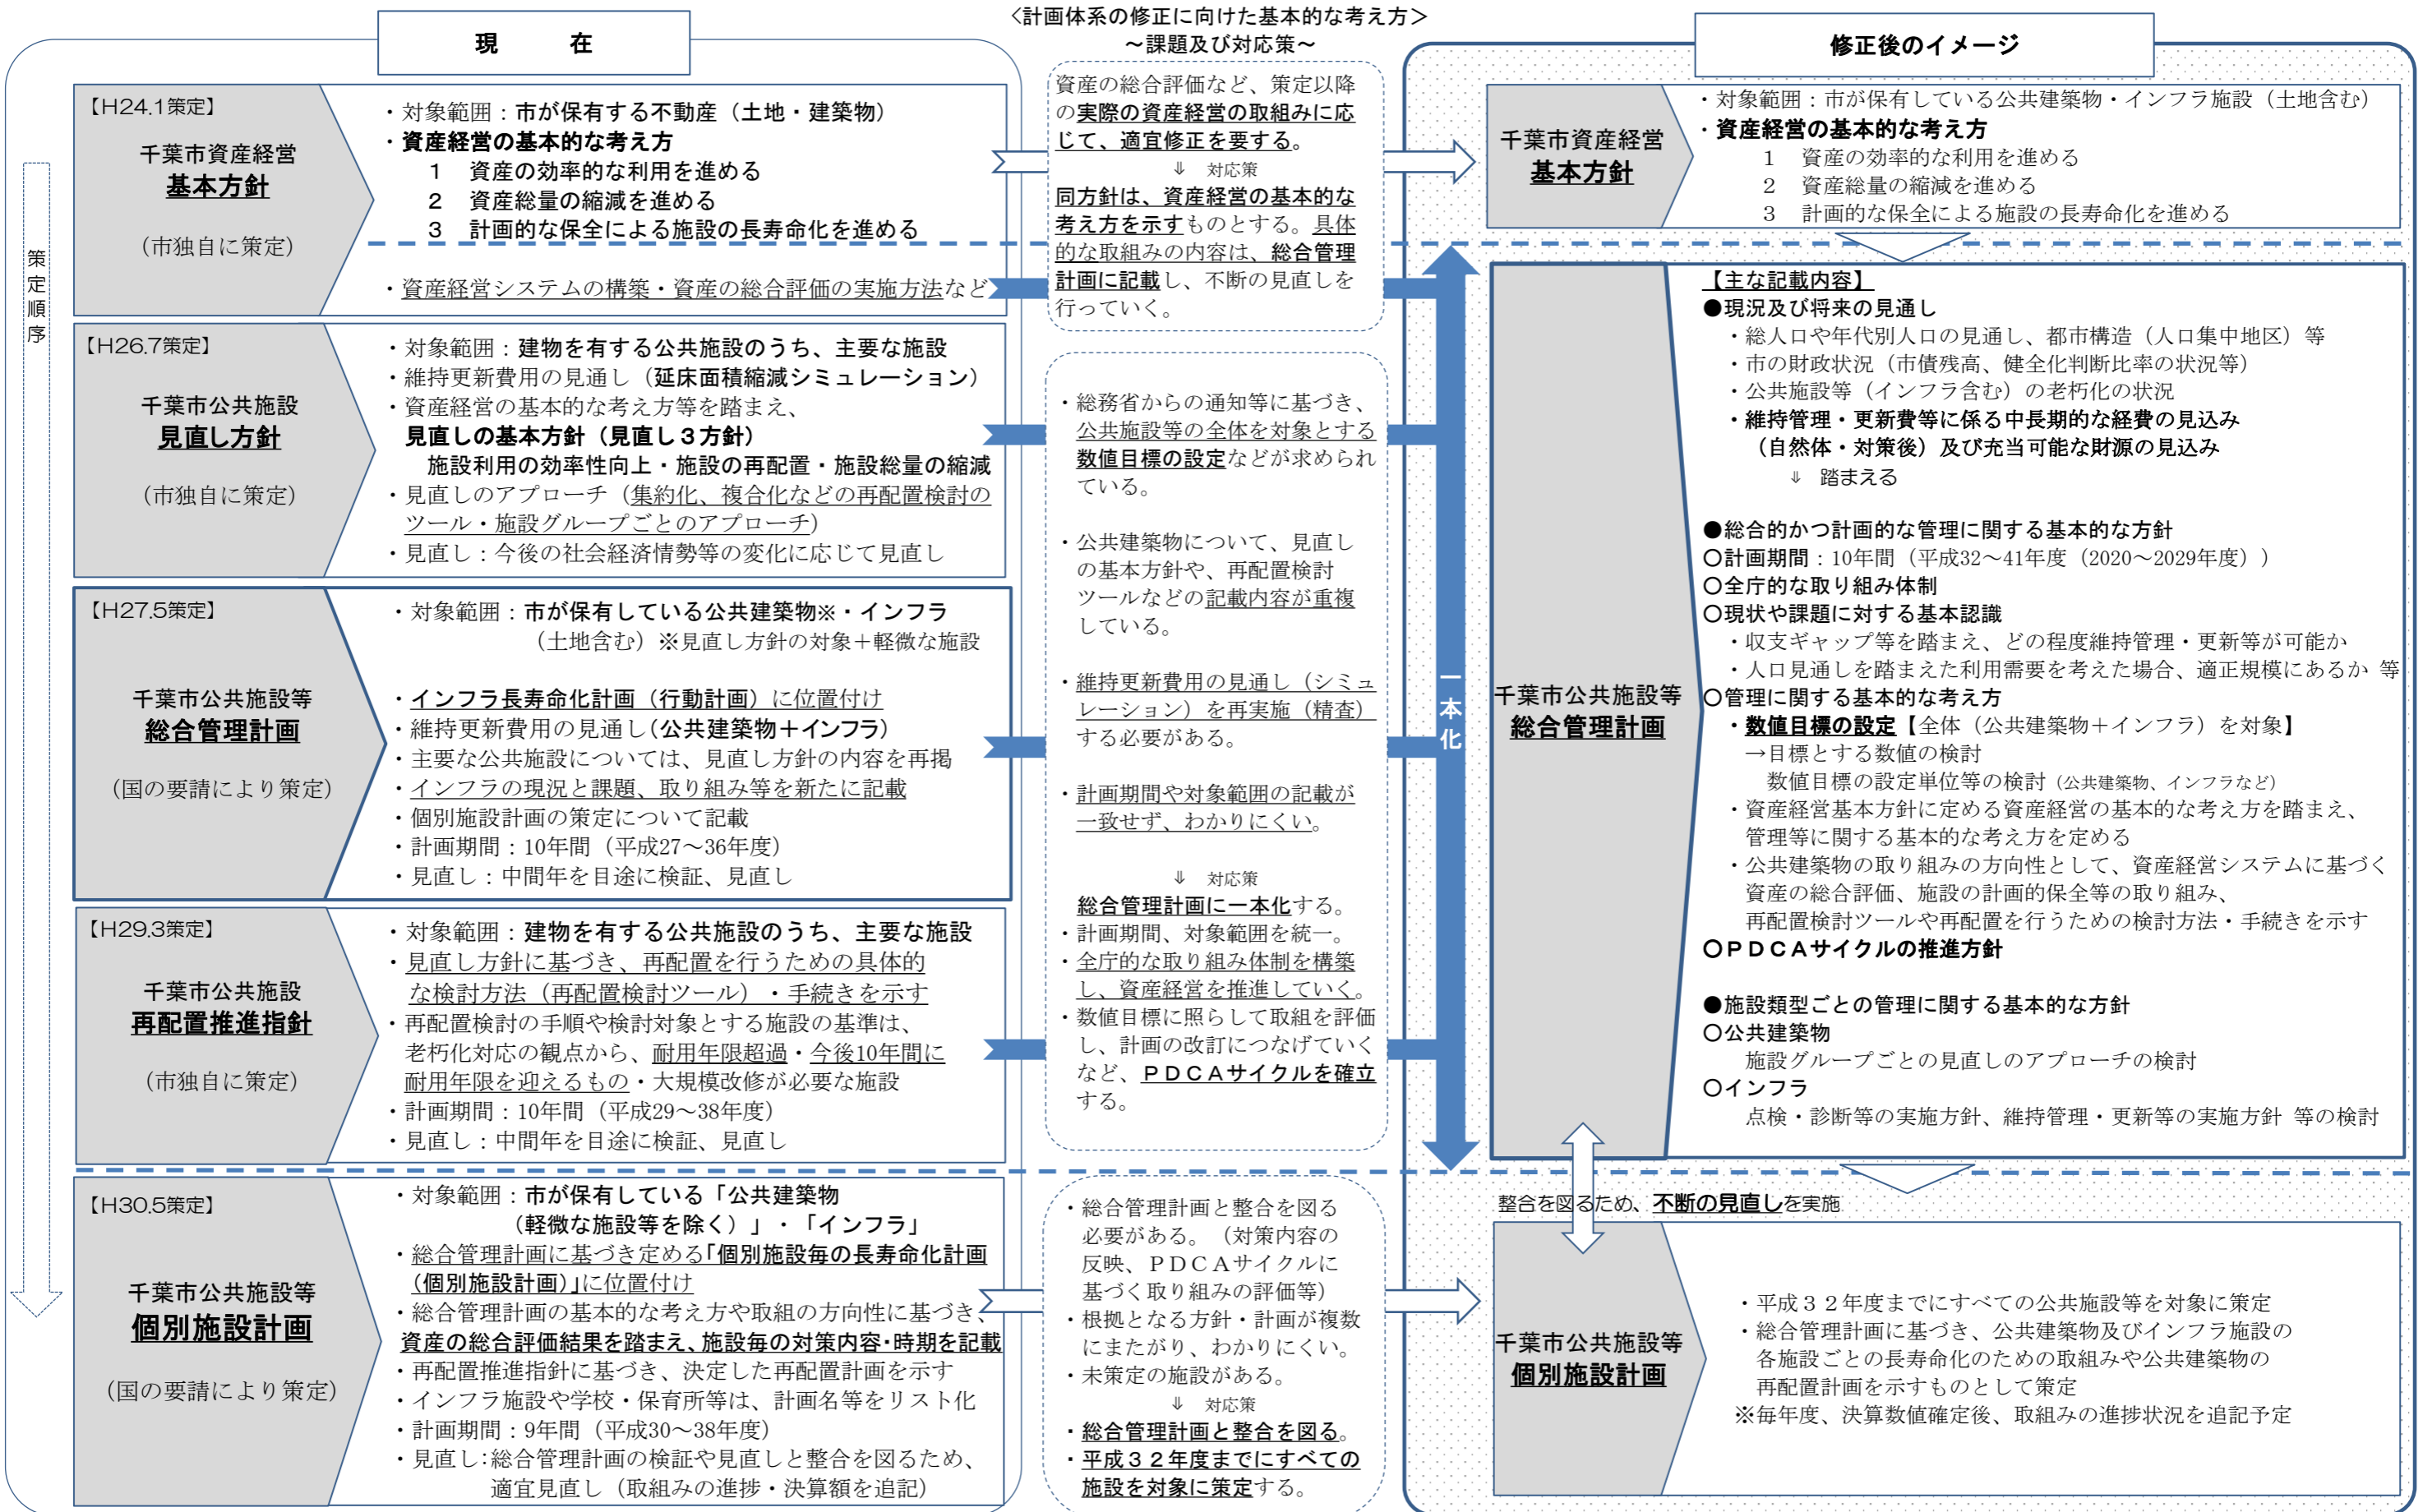 <計画体系の修正に向けた基本的な考え方>
～課題及び対応策～
現　在
策定順序
【H24.1策定】
千葉市資産経営
基本方針
(市独自に策定)
・対象範囲：市が保有する不動産（土地・建築物）
・資産経営の基本的な考え方
1　資産の効率的な利用を進める
2　資産総量の縮減を進める
3　計画的な保全による施設の長寿命化を進める
・資産経営システムの構築・資産の総合評価の実施方法など
【H26.7策定】
千葉市公共施設
見直し方針
(市独自に策定)
・対象範囲：建物を有する公共施設のうち、主要な施設
・維持更新費用の見通し（延床面積縮減シミュレーション）
・資産経営の基本的な考え方等を踏まえ、
見直しの基本方針（見直し３方針）
施設利用の効率性向上・施設の再配置・施設総量の縮減
・見直しのアプローチ（集約化、複合化などの再配置検討の
ツール・施設グループごとのアプローチ）
・見直し：今後の社会経済情勢等の変化に応じて見直し
【H27.5策定】
千葉市公共施設等
総合管理計画
(国の要請により策定)
・対象範囲：市が保有している公共建築物※・インフラ
（土地含む）※見直し方針の対象＋軽微な施設
・インフラ長寿命化計画（行動計画）に位置付け
・維持更新費用の見通し(公共建築物＋インフラ)
・主要な公共施設については、見直し方針の内容を再掲
・インフラの現況と課題、取り組み等を新たに記載
・個別施設計画の策定について記載
・計画期間：10年間（平成27～36年度）
・見直し：中間年を目途に検証、見直し
【H29.3策定】
千葉市公共施設
再配置推進指針
(市独自に策定)
・対象範囲：建物を有する公共施設のうち、主要な施設
・見直し方針に基づき、再配置を行うための具体的
な検討方法（再配置検討ツール）・手続きを示す
・再配置検討の手順や検討対象とする施設の基準は、
老朽化対応の観点から、耐用年限超過・今後10年間に
耐用年限を迎えるもの・大規模改修が必要な施設
・計画期間：10年間（平成29～38年度）
・見直し：中間年を目途に検証、見直し
【H30.5策定】
千葉市公共施設等
個別施設計画
(国の要請により策定)
・対象範囲：市が保有している「公共建築物
（軽微な施設等を除く）」・「インフラ」
・総合管理計画に基づき定める「個別施設毎の長寿命化計画
(個別施設計画)」に位置付け
・総合管理計画の基本的な考え方や取組の方向性に基づき、
資産の総合評価結果を踏まえ、施設毎の対策内容・時期を記載
・再配置推進指針に基づき、決定した再配置計画を示す
・インフラ施設や学校・保育所等は、計画名等をリスト化
・計画期間：9年間（平成30～38年度）
・見直し：総合管理計画の検証や見直しと整合を図るため、
適宜見直し（取組みの進捗・決算額を追記）
資産の総合評価など、策定以降
の実際の資産経営の取組みに応
じて、適宜修正を要する。
⇓　対応策
同方針は、資産経営の基本的な
考え方を示すものとする。具体
的な取組みの内容は、総合管理
計画に記載し、不断の見直しを
行っていく。
・総務省からの通知等に基づき、
公共施設等の全体を対象とする
数値目標の設定などが求められ
ている。
・公共建築物について、見直し
の基本方針や、再配置検討
ツールなどの記載内容が重複
している。
・維持更新費用の見通し（シミュ
レーション）を再実施（精査）
する必要がある。
・計画期間や対象範囲の記載が
一致せず、わかりにくい。
⇓　対応策
総合管理計画に一本化する。
・計画期間、対象範囲を統一。
・全庁的な取り組み体制を構築
し、資産経営を推進していく。
・数値目標に照らして取組を評価
し、計画の改訂につなげていく
など、ＰＤＣＡサイクルを確立
する。
・総合管理計画と整合を図る
必要がある。（対策内容の
反映、ＰＤＣＡサイクルに
基づく取り組みの評価等）
・根拠となる方針・計画が複数
にまたがり、わかりにくい。
・未策定の施設がある。
⇓　対応策
・総合管理計画と整合を図る。
・平成３２年度までにすべての
施設を対象に策定する。
一本化
修正後のイメージ
千葉市資産経営
基本方針
・対象範囲：市が保有している公共建築物・インフラ施設（土地含む）
・資産経営の基本的な考え方
1　資産の効率的な利用を進める
2　資産総量の縮減を進める
3　計画的な保全による施設の長寿命化を進める
千葉市公共施設等
総合管理計画
【主な記載内容】
●現況及び将来の見通し
・総人口や年代別人口の見通し、都市構造（人口集中地区）等
・市の財政状況（市債残高、健全化判断比率の状況等）
・公共施設等（インフラ含む）の老朽化の状況
・維持管理・更新費等に係る中長期的な経費の見込み
（自然体・対策後）及び充当可能な財源の見込み
⇓　踏まえる
●総合的かつ計画的な管理に関する基本的な方針
○計画期間：10年間（平成32～41年度（2020～2029年度））
○全庁的な取り組み体制
○現状や課題に対する基本認識
・収支ギャップ等を踏まえ、どの程度維持管理・更新等が可能か
・人口見通しを踏まえた利用需要を考えた場合、適正規模にあるか 等
○管理に関する基本的な考え方
・数値目標の設定【全体（公共建築物＋インフラ）を対象】
→目標とする数値の検討
数値目標の設定単位等の検討（公共建築物、インフラなど）
・資産経営基本方針に定める資産経営の基本的な考え方を踏まえ、
管理等に関する基本的な考え方を定める
・公共建築物の取り組みの方向性として、資産経営システムに基づく
資産の総合評価、施設の計画的保全等の取り組み、
再配置検討ツールや再配置を行うための検討方法・手続きを示す
○ＰＤＣＡサイクルの推進方針
●施設類型ごとの管理に関する基本的な方針
○公共建築物
施設グループごとの見直しのアプローチの検討
○インフラ
点検・診断等の実施方針、維持管理・更新等の実施方針 等の検討
整合を図るため、不断の見直しを実施
千葉市公共施設等
個別施設計画
・平成３２年度までにすべての公共施設等を対象に策定
・総合管理計画に基づき、公共建築物及びインフラ施設の
各施設ごとの長寿命化のための取組みや公共建築物の
再配置計画を示すものとして策定
※毎年度、決算数値確定後、取組みの進捗状況を追記予定